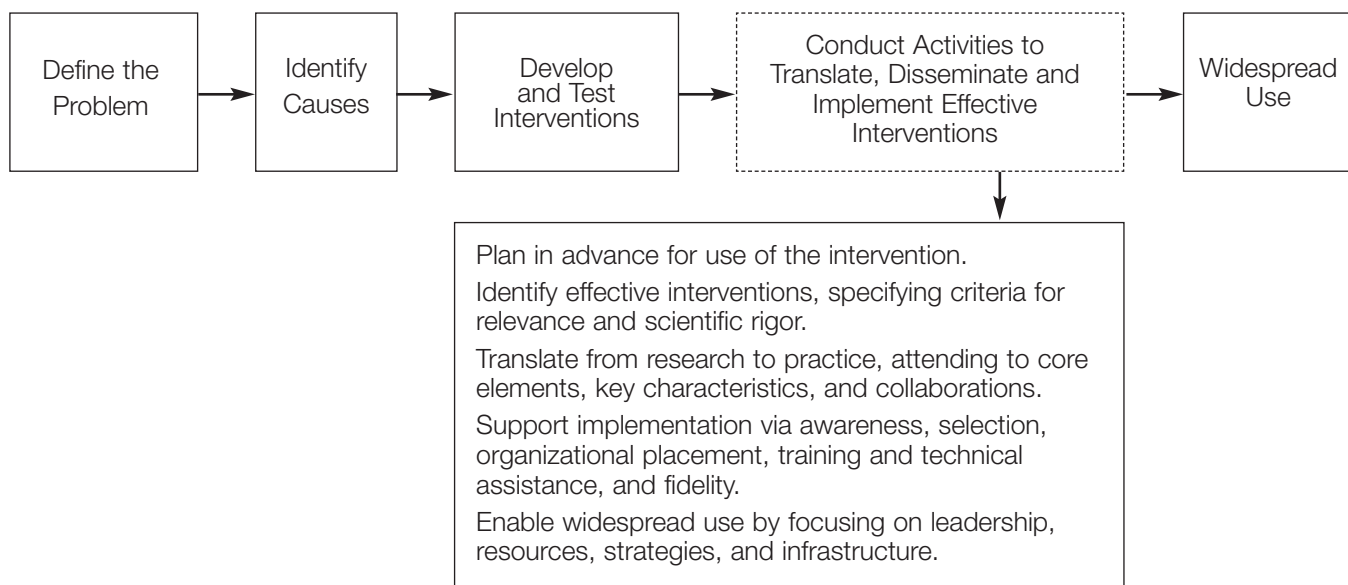 Define the
Problem
Identify
Causes
Develop
and Test
Interventions
Conduct Activities to
Translate, Disseminate and
Implement Effective
Interventions
Widespread
Use
Plan in advance for use of the intervention.
Identify effective interventions, specifying criteria for
relevance and scientific rigor.
Translate from research to practice, attending to core
elements, key characteristics, and collaborations.
Support implementation via awareness, selection,
organizational placement, training and technical
assistance, and fidelity.
Enable widespread use by focusing on leadership,
resources, strategies, and infrastructure.